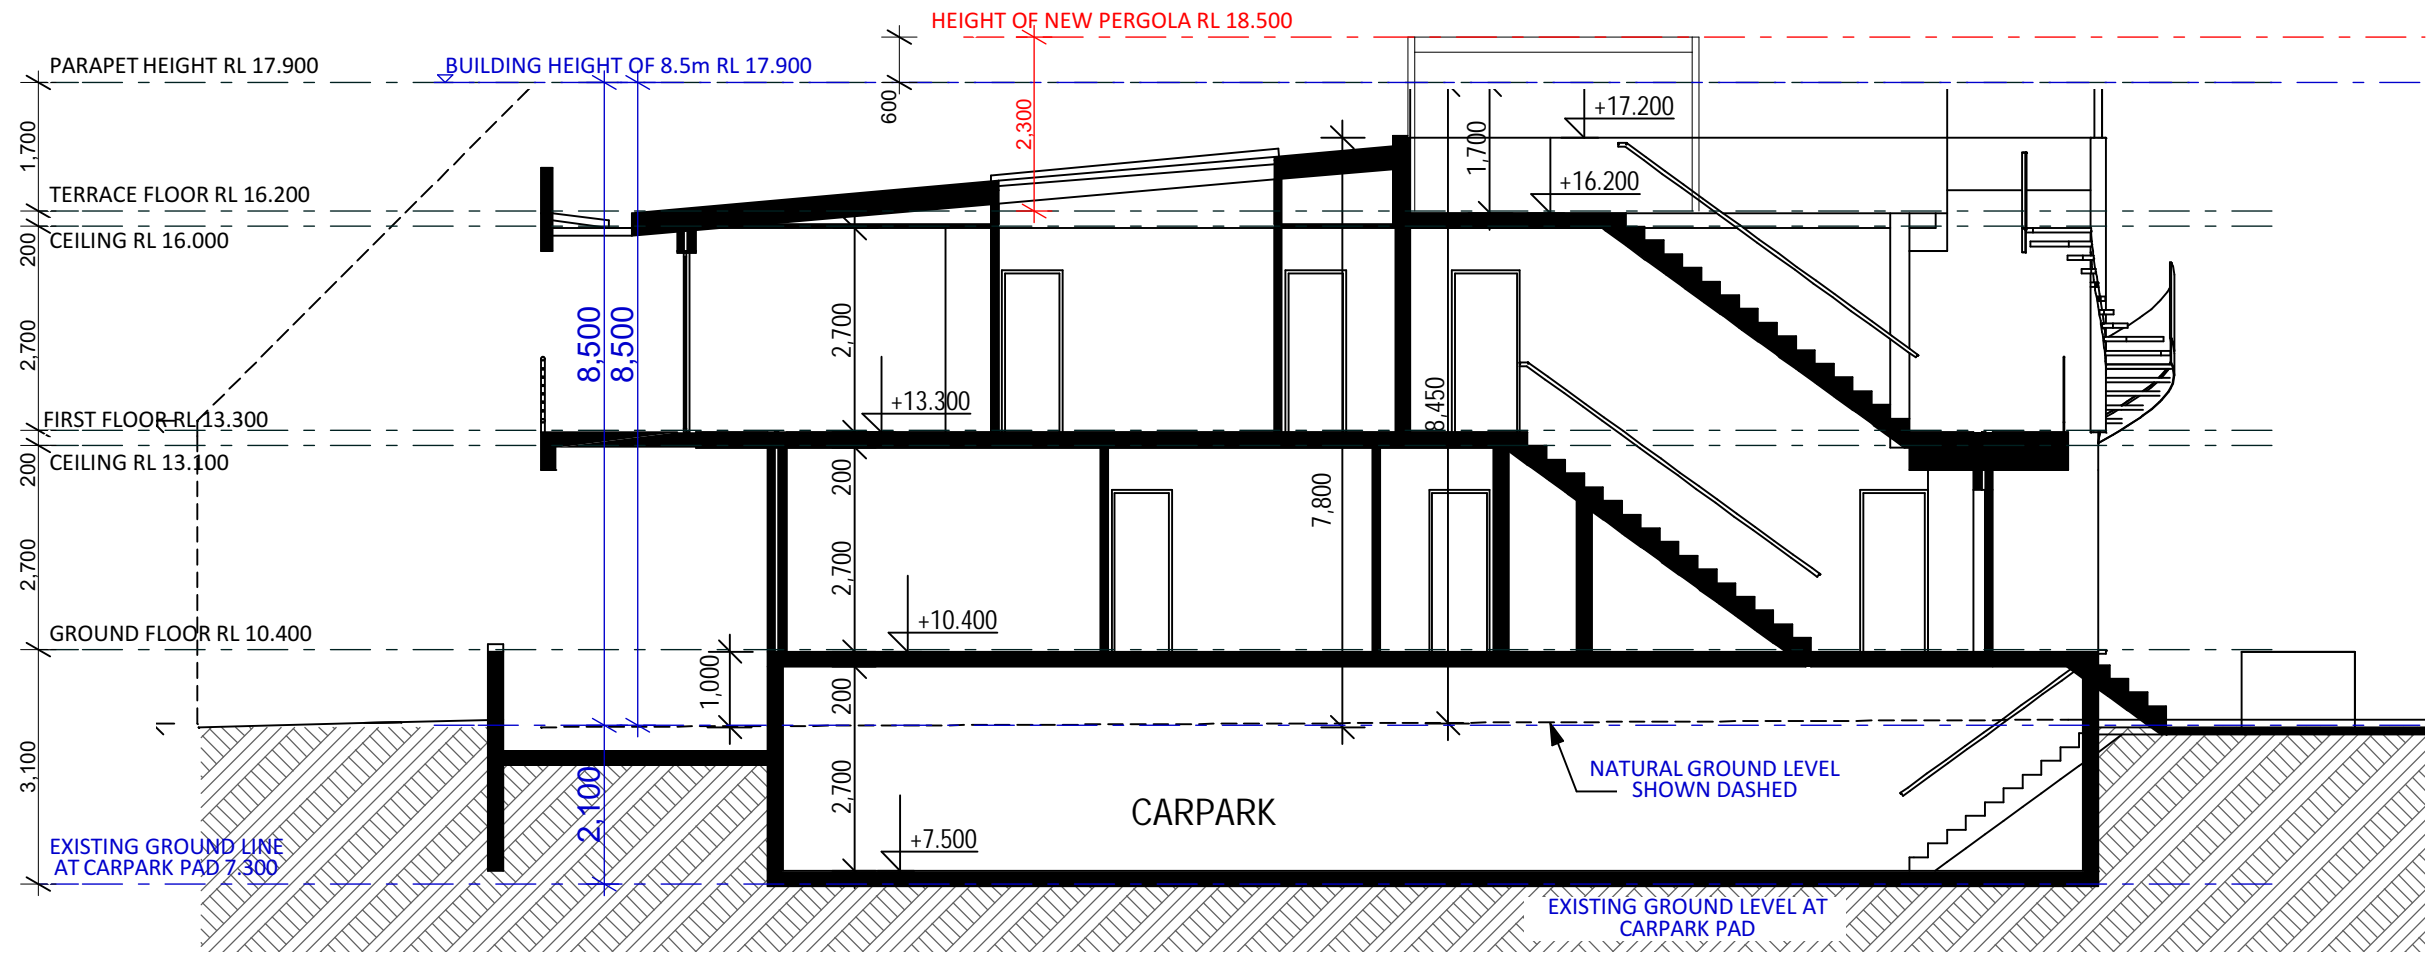 HEIGHT OF NEW PERGOLA RL 18.500
PARAPET HEIGHT RL 17.900
BUILDING HEIGHT OF 8.5m RL 17.900
600
2,300
1,700
1,700
+17.200
+16.200
TERRACE FLOOR RL 16.200
CEILING RL 16.000
200
2,700
8,500
8,500
2,700
+13.300
8,450
FIRST FLOOR RL 13.300
CEILING RL 13.100
200
200
7,800
2,700
2,700
+10.400
GROUND FLOOR RL 10.400
1,000
200
3,100
2,100
2,700
CARPARK
+7.500
NATURAL GROUND LEVEL
SHOWN DASHED
EXISTING GROUND LINE
AT CARPARK PAD 7.300
EXISTING GROUND LEVEL AT
CARPARK PAD